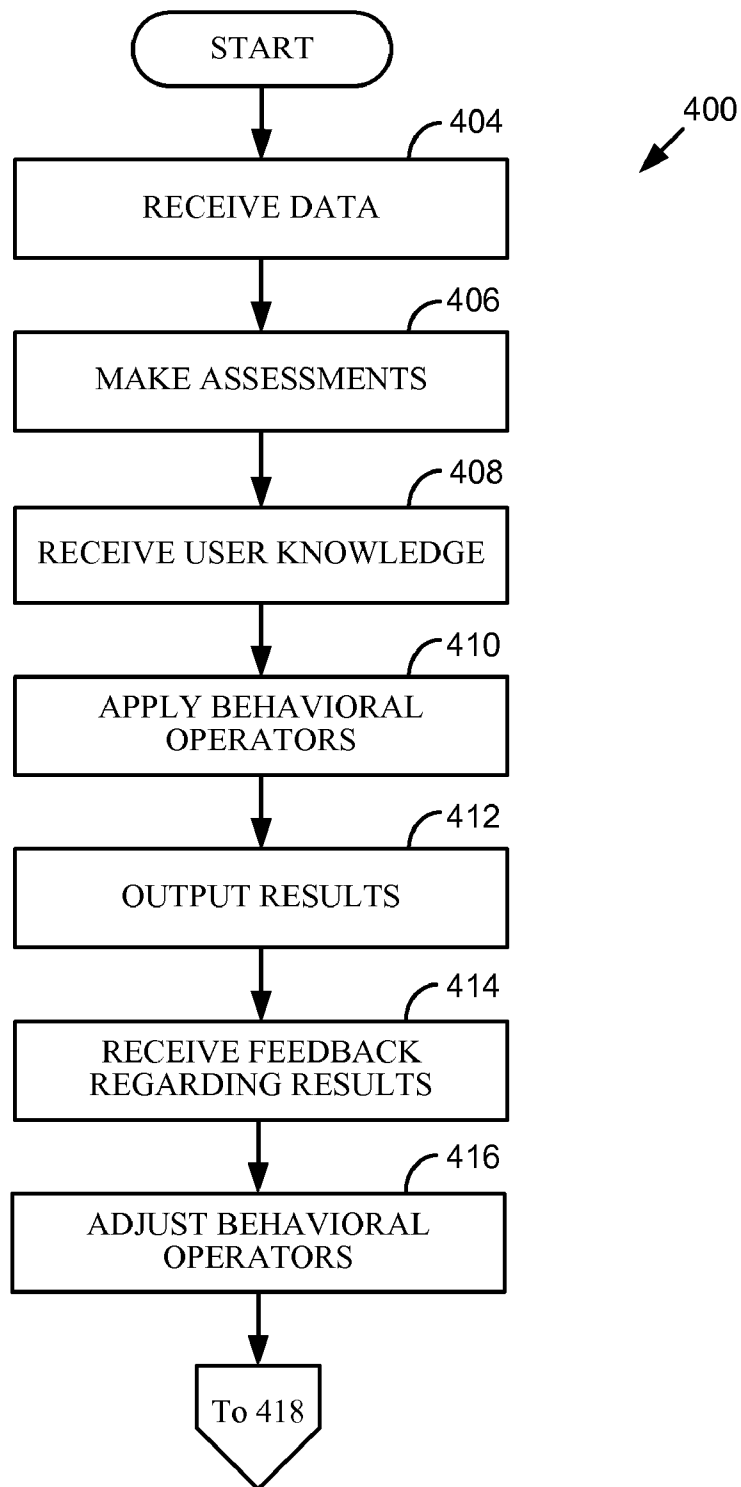 START
404
400
RECEIVE DATA
406
MAKE ASSESSMENTS
408
RECEIVE USER KNOWLEDGE
410
APPLY BEHAVIORAL
OPERATORS
412
OUTPUT RESULTS
414
RECEIVE FEEDBACK
REGARDING RESULTS
416
ADJUST BEHAVIORAL
OPERATORS
To 418